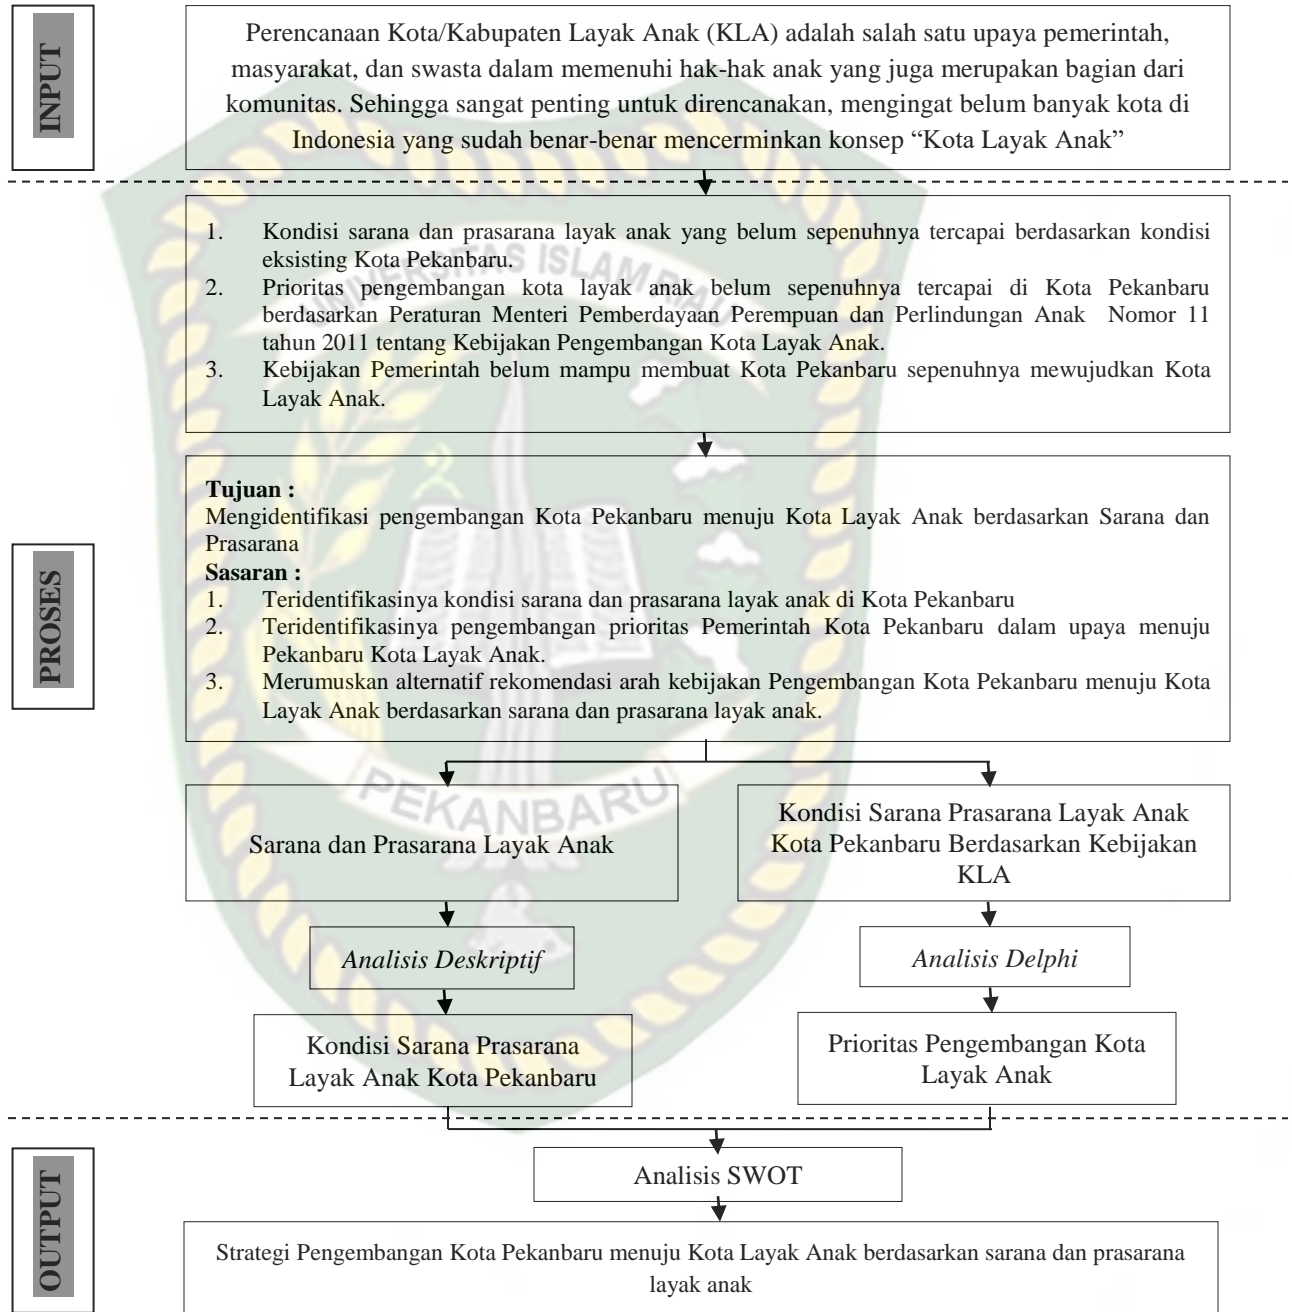 INPUT
Perencanaan Kota/Kabupaten Layak Anak (KLA) adalah salah satu upaya pemerintah,
masyarakat, dan swasta dalam memenuhi hak-hak anak yang juga merupakan bagian dari
komunitas. Sehingga sangat penting untuk direncanakan, mengingat belum banyak kota di
Indonesia yang sudah benar-benar mencerminkan konsep “Kota Layak Anak”
1. Kondisi sarana dan prasarana layak anak yang belum sepenuhnya tercapai berdasarkan kondisi
eksisting Kota Pekanbaru.
2. Prioritas pengembangan kota layak anak belum sepenuhnya tercapai di Kota Pekanbaru
berdasarkan Peraturan Menteri Pemberdayaan Perempuan dan Perlindungan Anak Nomor 11
tahun 2011 tentang Kebijakan Pengembangan Kota Layak Anak.
3. Kebijakan Pemerintah belum mampu membuat Kota Pekanbaru sepenuhnya mewujudkan Kota
Layak Anak.
UNIVERSITAS ISLAM RIAU
PROSES
Tujuan :
Mengidentifikasi pengembangan Kota Pekanbaru menuju Kota Layak Anak berdasarkan Sarana dan
Prasarana
Sasaran :
1. Teridentifikasinya kondisi sarana dan prasarana layak anak di Kota Pekanbaru
2. Teridentifikasinya pengembangan prioritas Pemerintah Kota Pekanbaru dalam upaya menuju
Pekanbaru Kota Layak Anak.
3. Merumuskan alternatif rekomendasi arah kebijakan Pengembangan Kota Pekanbaru menuju Kota
Layak Anak berdasarkan sarana dan prasarana layak anak.
PEKANBARU
Sarana dan Prasarana Layak Anak
Kondisi Sarana Prasarana Layak Anak
Kota Pekanbaru Berdasarkan Kebijakan
KLA
Analisis Deskriptif
Analisis Delphi
Kondisi Sarana Prasarana
Layak Anak Kota Pekanbaru
Prioritas Pengembangan Kota
Layak Anak
OUTPUT
Analisis SWOT
Strategi Pengembangan Kota Pekanbaru menuju Kota Layak Anak berdasarkan sarana dan prasarana
layak anak